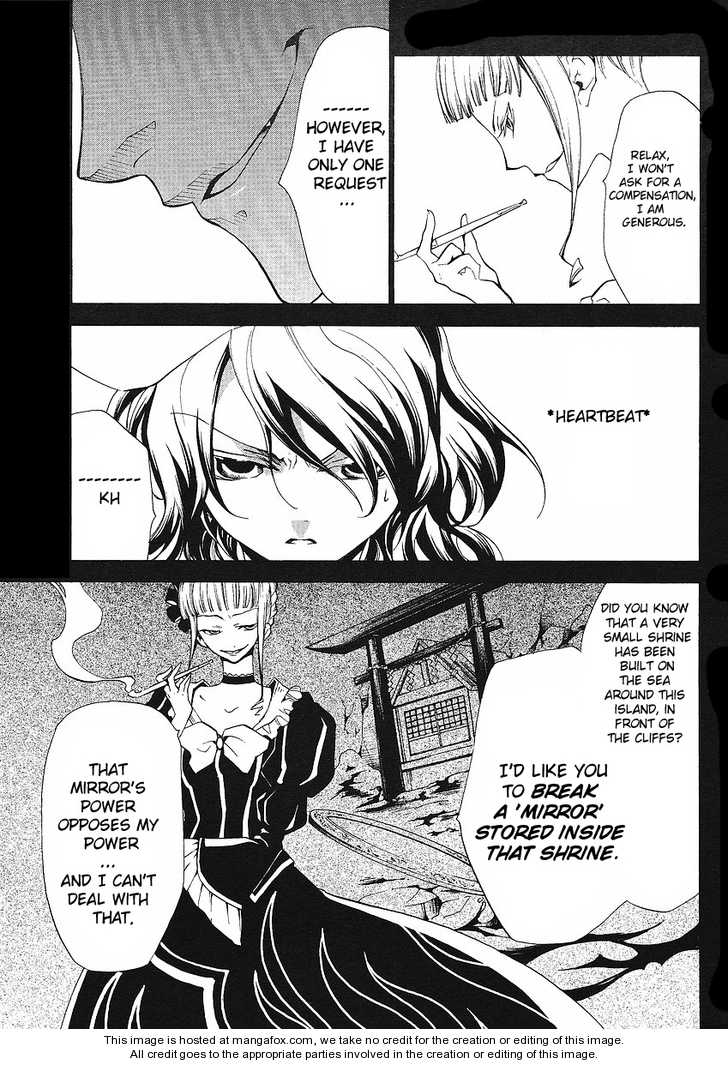 RELAX,
I WON'T
ASK FOR A
COMPENSATION,
I AM
GENEROUS.
------
HOWEVER,
I HAVE
ONLY ONE
REQUEST
...
*HEARTBEAT*
--------
KH
DID YOU KNOW
THAT A VERY
SMALL SHRINE
HAS BEEN
BUILT ON
THE SEA
AROUND THIS
ISLAND, IN
FRONT OF
THE CLIFFS?
I'D LIKE YOU
TO BREAK
A 'MIRROR'
STORED INSIDE
THAT SHRINE.
THAT
MIRROR'S
POWER
OPPOSES MY
POWER
...
AND I CAN'T
DEAL WITH
THAT.
This image is hosted at mangafox.com, we take no credit for the creation or editing of this image.
All credit goes to the appropriate parties involved in the creation or editing of this image.